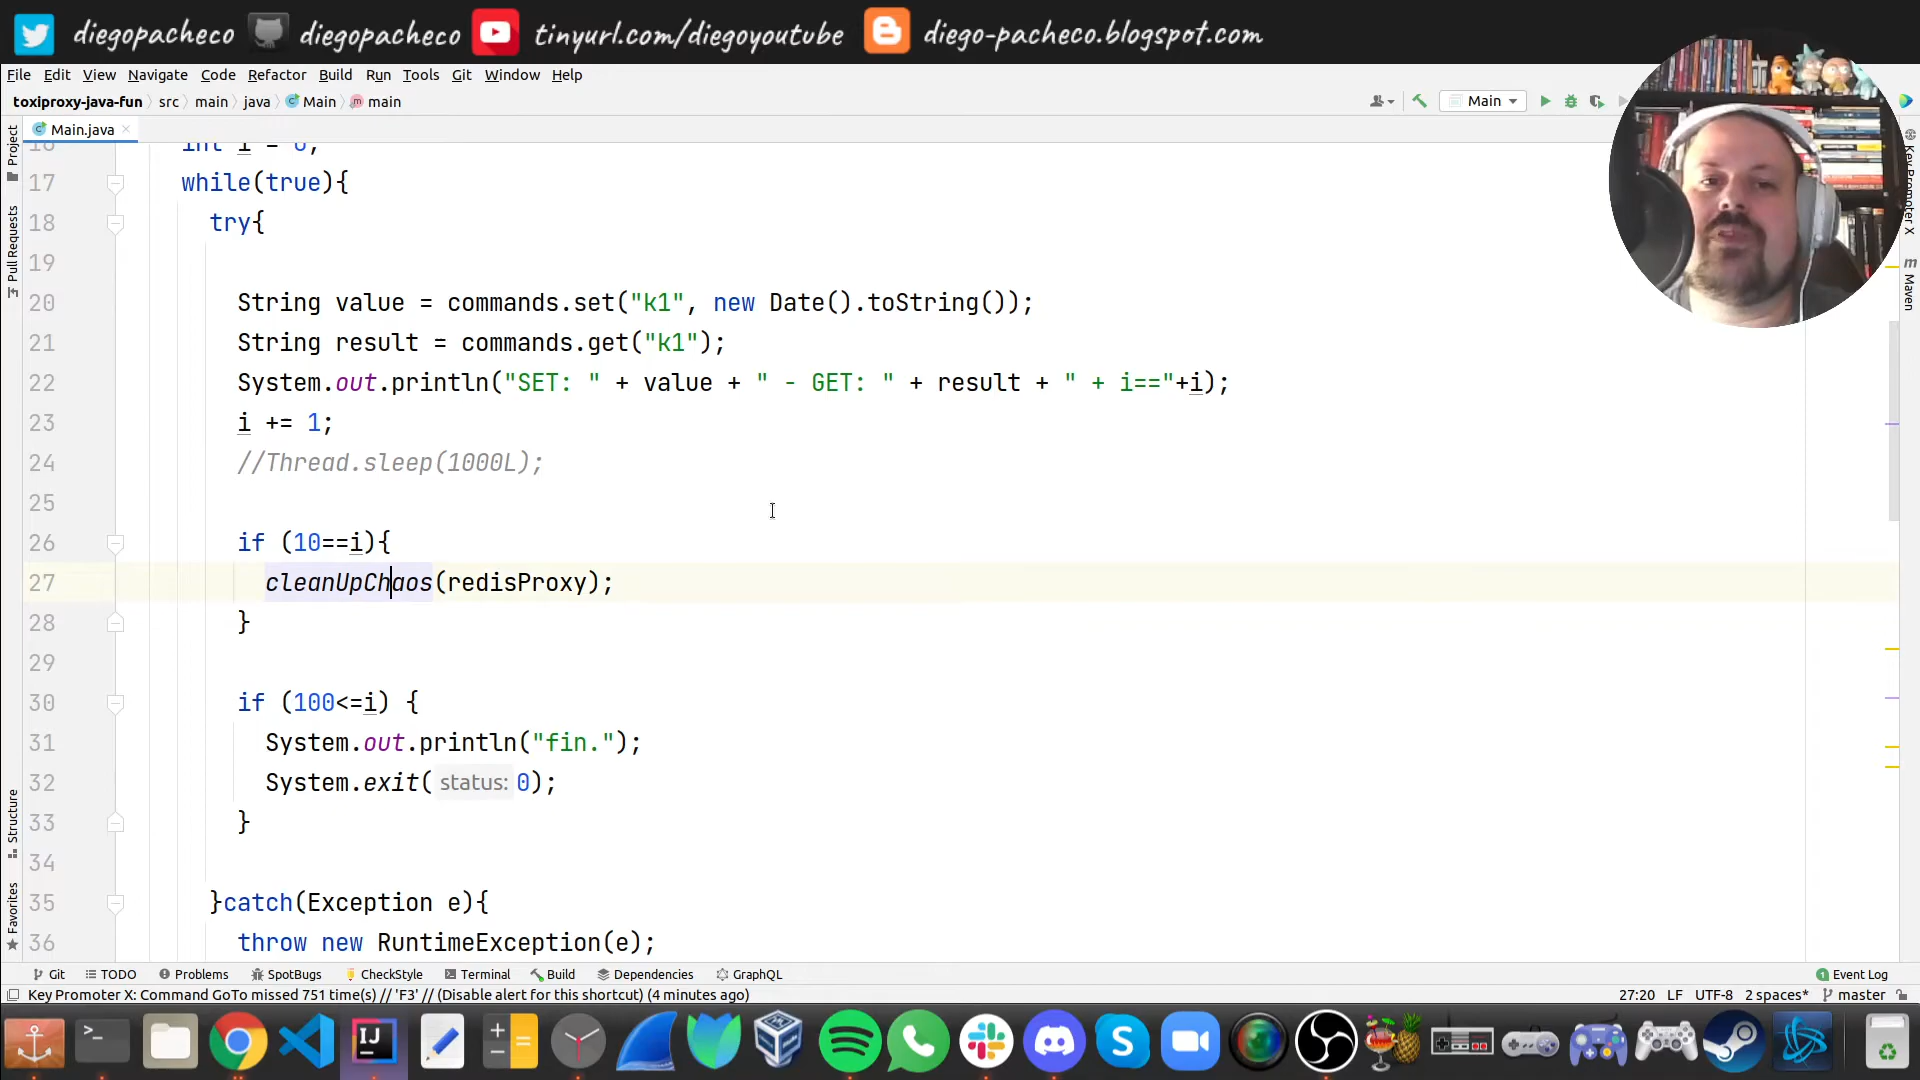 diegopacheco diegopacheco tinyurl.com/diegoyoutube diego-pacheco.blogspot.com
File Edit View Navigate Code Refactor Build Run Tools Git Window Help
toxiproxy-java-fun src main java Main main
Main
Main.java
Project
Pull Requests
Structure
Favorites
Key Promoter X
Maven
17 while(true){
18 try{
19
20 String value = commands.set("k1", new Date().toString());
21 String result = commands.get("k1");
22 System.out.println("SET: " + value + " - GET: " + result + " + i=="+i);
23 i += 1;
24 //Thread.sleep(1000L);
25
26 if (10==i){
27 cleanUpChaos(redisProxy);
28 }
29
30 if (100<=i) {
31 System.out.println("fin.");
32 System.exit( status: 0);
33 }
34
35 }catch(Exception e){
36 throw new RuntimeException(e);
Git TODO Problems SpotBugs CheckStyle Terminal Build Dependencies GraphQL 1 Event Log
Key Promoter X: Command GoTo missed 751 time(s) // 'F3' // (Disable alert for this shortcut) (4 minutes ago) 27:20 LF UTF-8 2 spaces* master